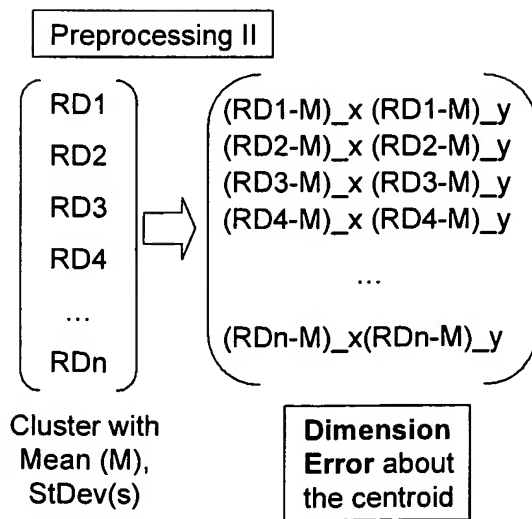 Preprocessing II
RD1
RD2
RD3
RD4
...
RDn
Cluster with
Mean (M),
StDev(s)
(RD1-M)_x (RD1-M)_y
(RD2-M)_x (RD2-M)_y
(RD3-M)_x (RD3-M)_y
(RD4-M)_x (RD4-M)_y
...
(RDn-M)_x(RDn-M)_y
Dimension
Error about
the centroid